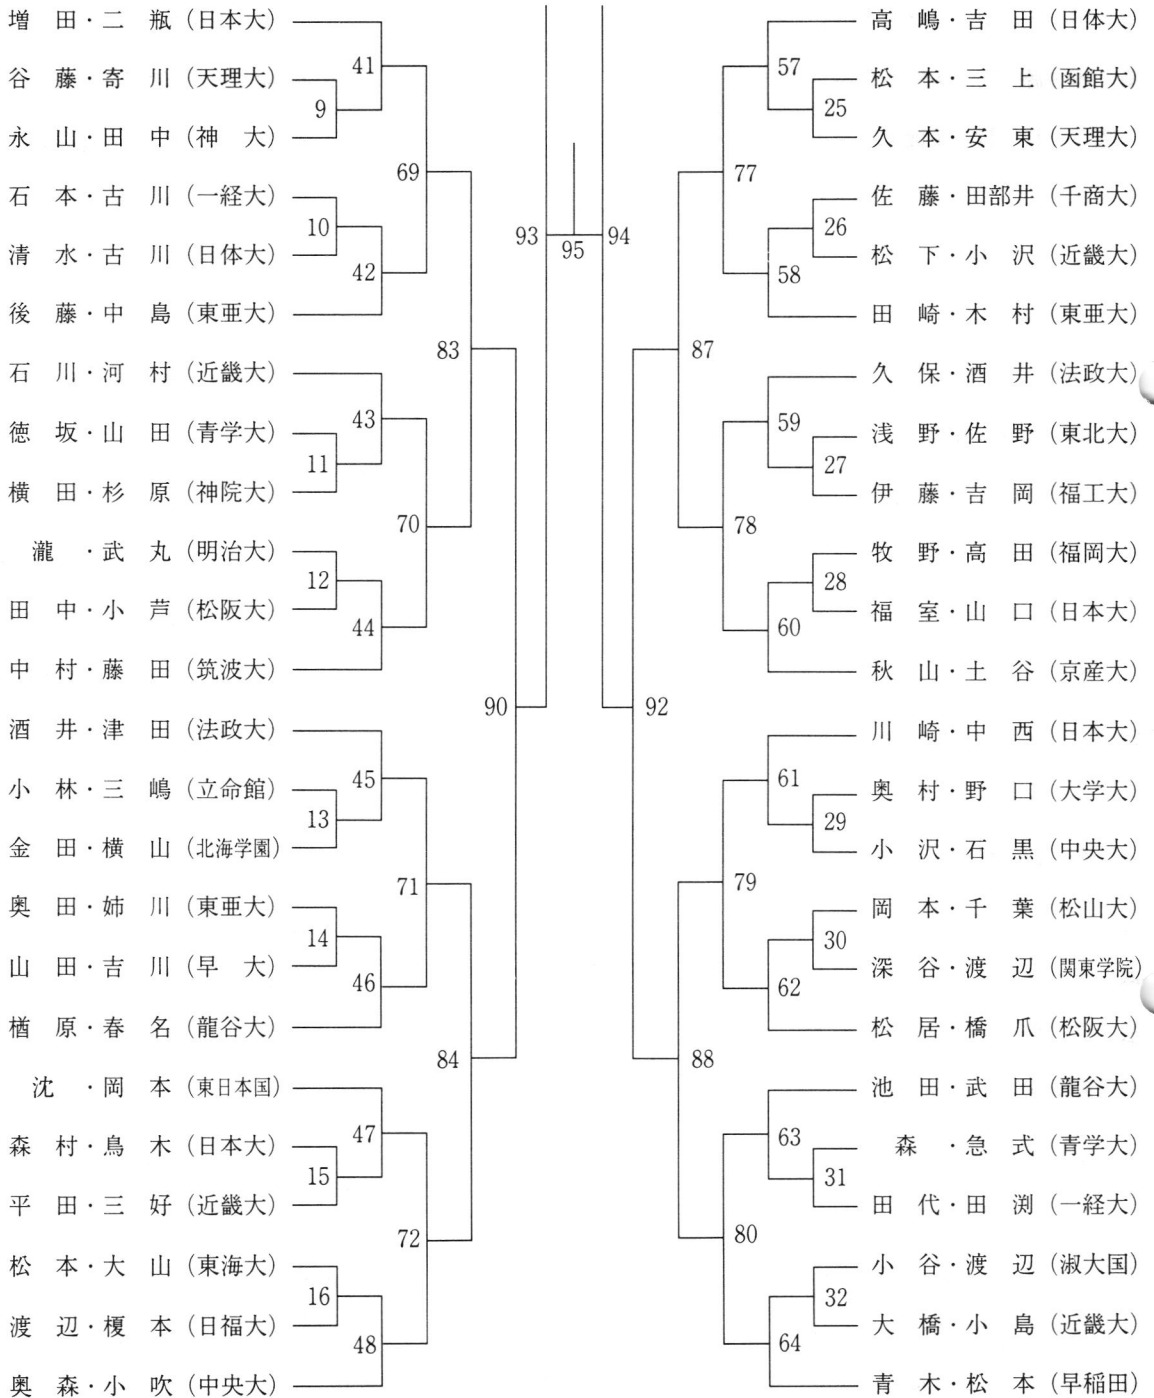 増　田・二　瓶（日本大）
谷　藤・寄　川（天理大）
永　山・田　中（神　大）
石　本・古　川（一経大）
清　水・古　川（日体大）
後　藤・中　島（東亜大）
石　川・河　村（近畿大）
徳　坂・山　田（青学大）
横　田・杉　原（神院大）
瀧　・武　丸（明治大）
田　中・小　芦（松阪大）
中　村・藤　田（筑波大）
酒　井・津　田（法政大）
小　林・三　嶋（立命館）
金　田・横　山（北海学園）
奥　田・姉　川（東亜大）
山　田・吉　川（早　大）
楢　原・春　名（龍谷大）
沈　・岡　本（東日本国）
森　村・鳥　木（日本大）
平　田・三　好（近畿大）
松　本・大　山（東海大）
渡　辺・榎　本（日福大）
奥　森・小　吹（中央大）
9
10
11
12
13
14
15
16
41
42
43
44
45
46
47
48
69
70
71
72
83
84
90
93
95
94
92
87
88
77
78
79
80
57
58
59
60
61
62
63
64
25
26
27
28
29
30
31
32
高　嶋・吉　田（日体大）
松　本・三　上（函館大）
久　本・安　東（天理大）
佐　藤・田部井（千商大）
松　下・小　沢（近畿大）
田　崎・木　村（東亜大）
久　保・酒　井（法政大）
浅　野・佐　野（東北大）
伊　藤・吉　岡（福工大）
牧　野・高　田（福岡大）
福　室・山　口（日本大）
秋　山・土　谷（京産大）
川　崎・中　西（日本大）
奥　村・野　口（大学大）
小　沢・石　黒（中央大）
岡　本・千　葉（松山大）
深　谷・渡　辺（関東学院）
松　居・橋　爪（松阪大）
池　田・武　田（龍谷大）
森　・急　式（青学大）
田　代・田　渕（一経大）
小　谷・渡　辺（淑大国）
大　橋・小　島（近畿大）
青　木・松　本（早稲田）